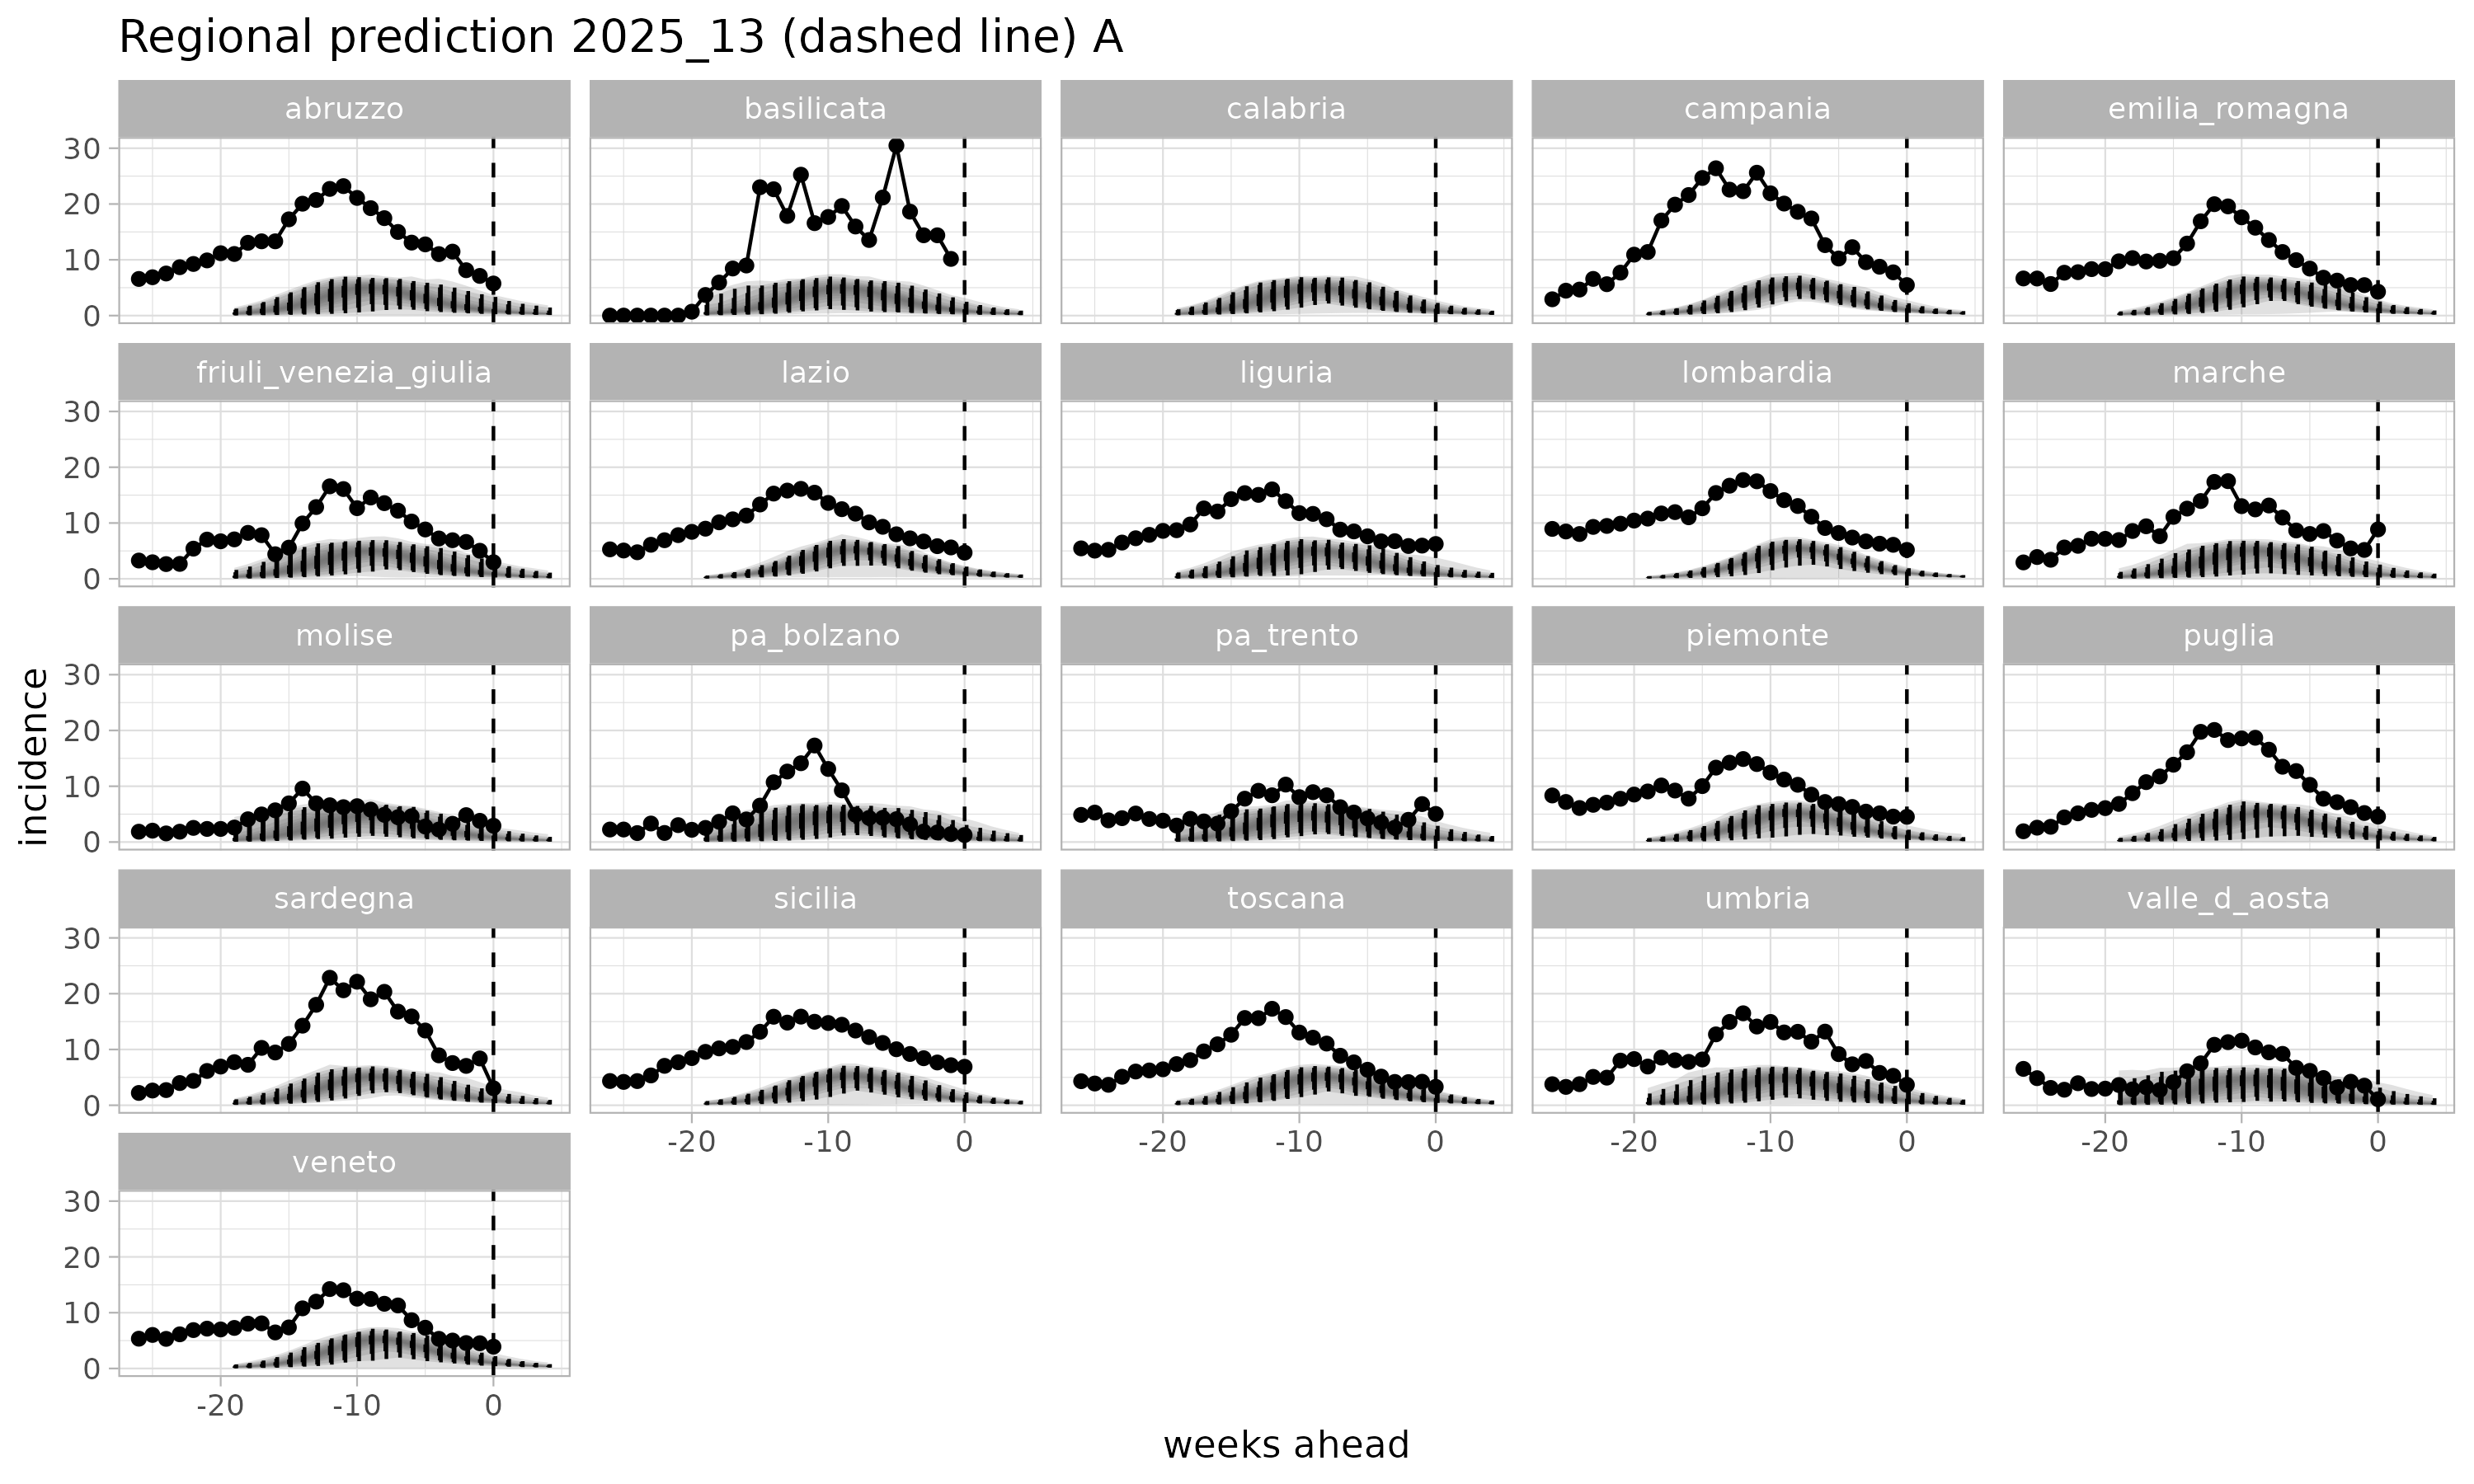 Regional prediction 2025_13 (dashed line) A
abruzzo basilicata calabria campania emilia_romagna
30
20
10
0
friuli_venezia_giulia lazio liguria lombardia marche
30
20
10
0
molise pa_bolzano pa_trento piemonte puglia
30
20
10
0
incidence
sardegna sicilia toscana umbria valle_d_aosta
30
20
10
0
-20 -10 0 -20 -10 0 -20 -10 0 -20 -10 0
veneto
30
20
10
0
-20 -10 0
weeks ahead